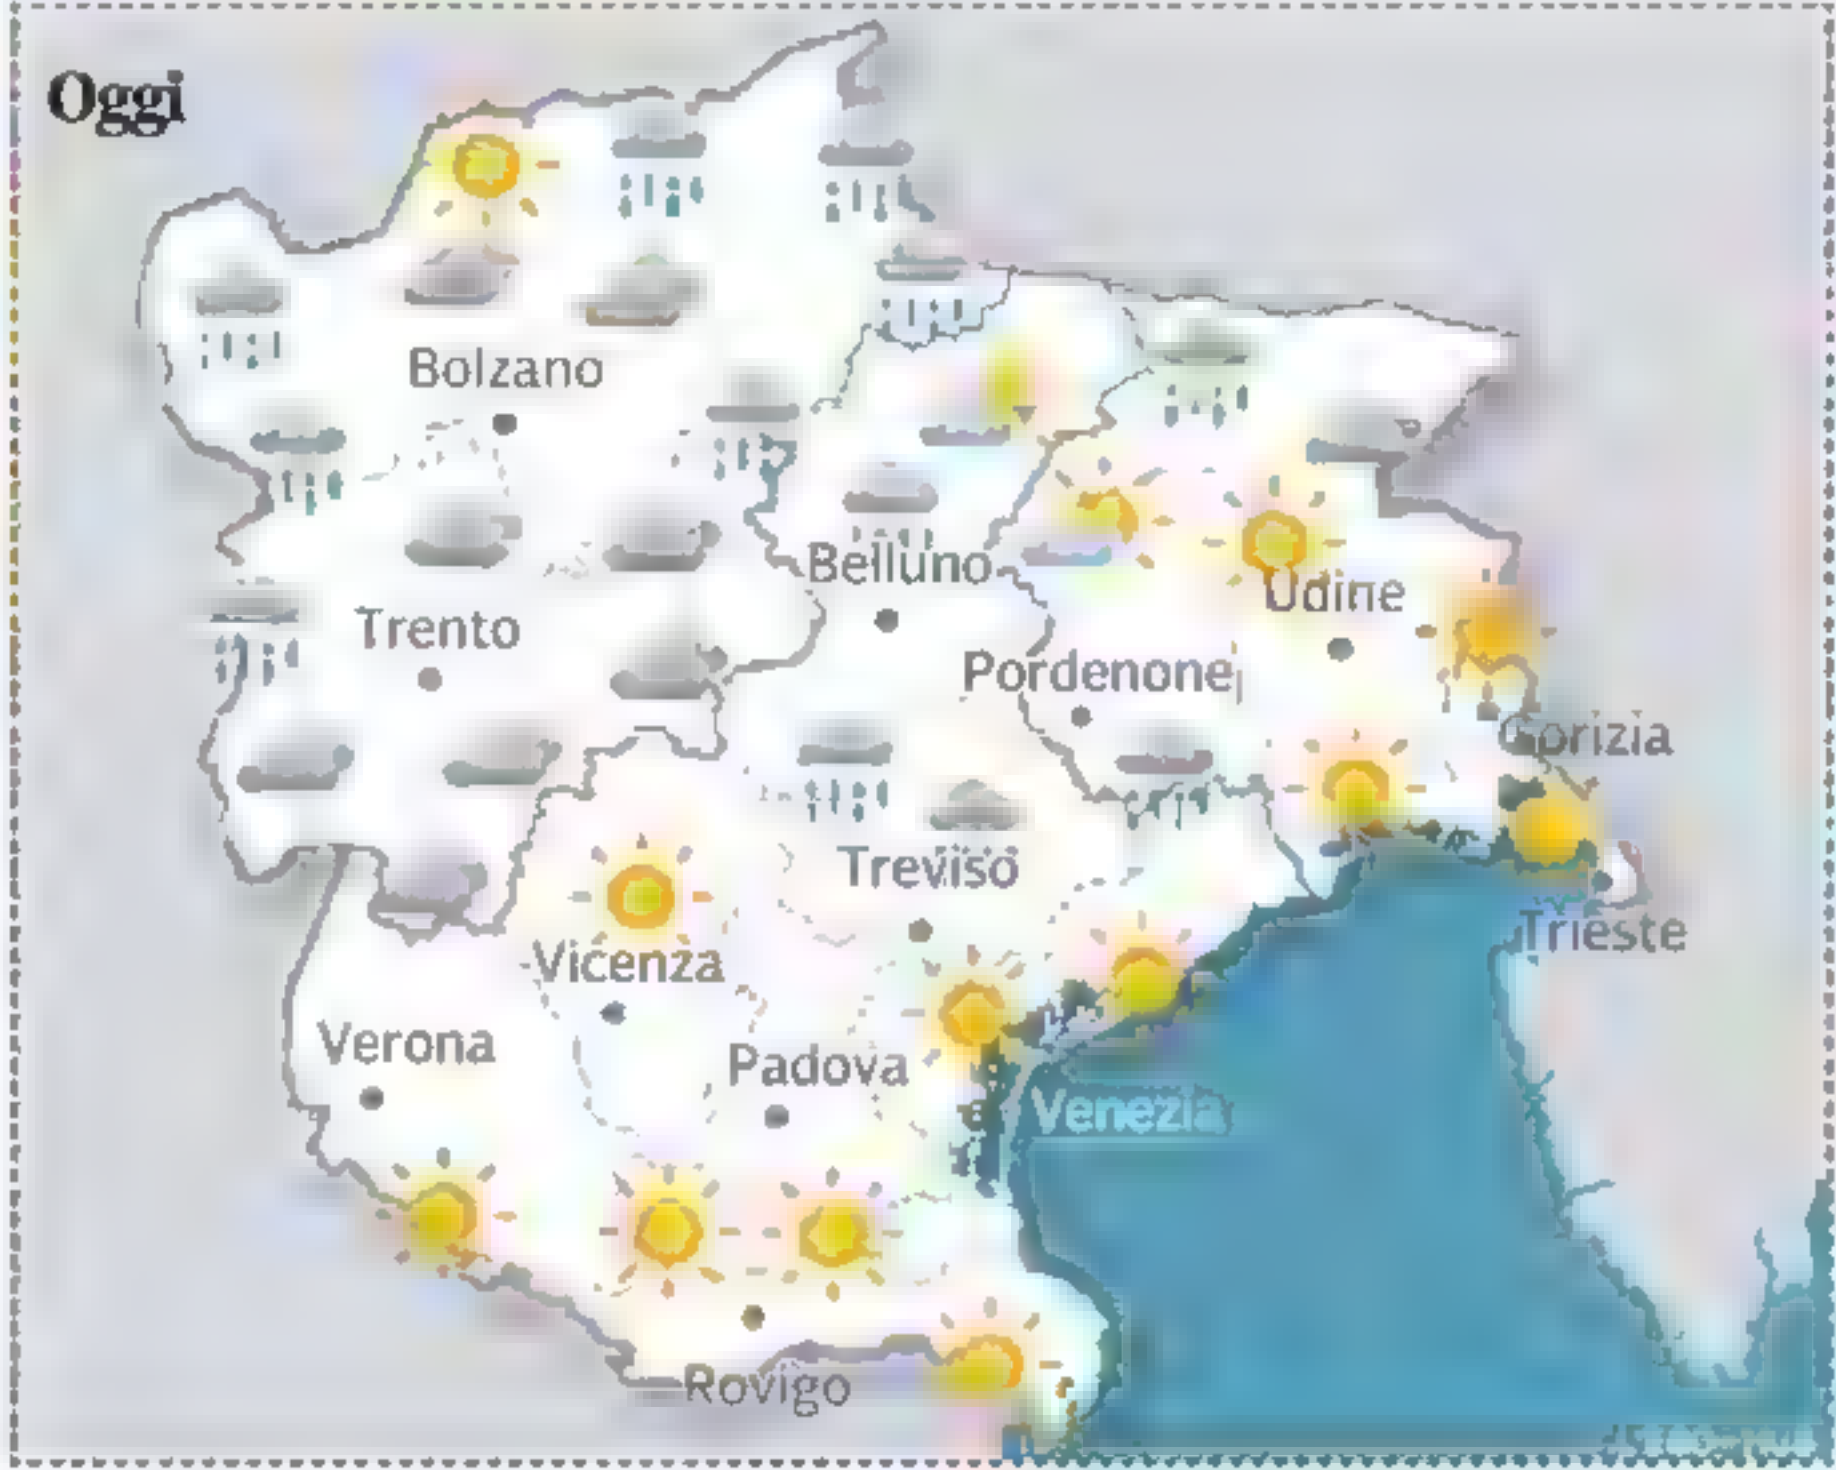 Oggi
Bolzano
Belluno
Udine
Trento
Pordenone
Gorizia
Treviso
Trieste
Vicenza
Verona
Padova
Venezia
Rovigo